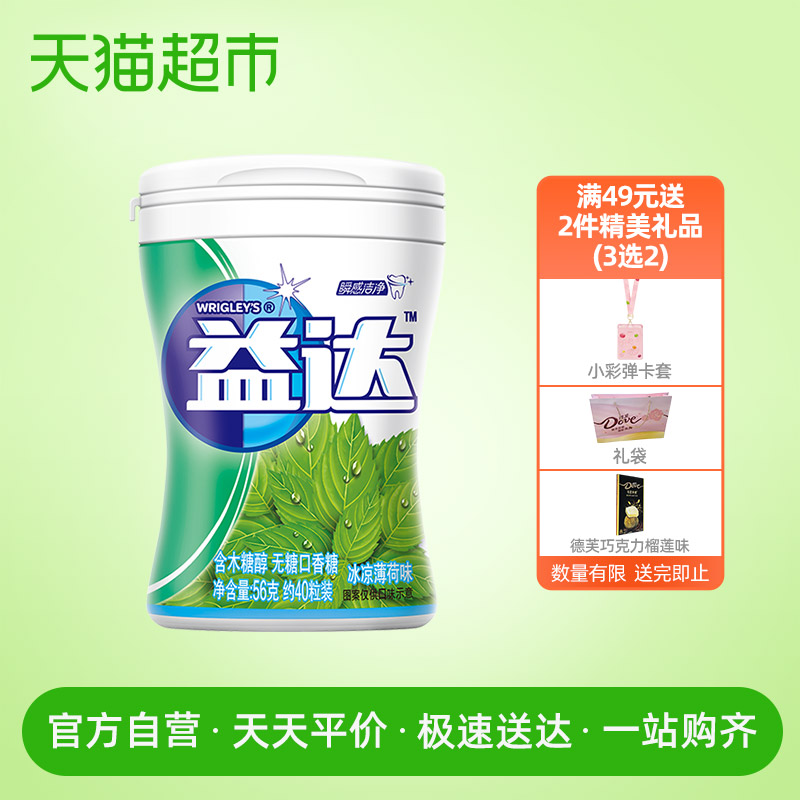 天猫超市
瞬感洁净
WRIGLEY'S ®
益达™
含木糖醇 无糖口香糖
净含量:56克 约40粒装
冰凉薄荷味
图案仅供口味示意
满49元送
2件精美礼品
(3选2)
小彩弹卡套
Dove
礼袋
Dove
德芙巧克力榴莲味
数量有限 送完即止
官方自营 · 天天平价 · 极速送达 · 一站购齐